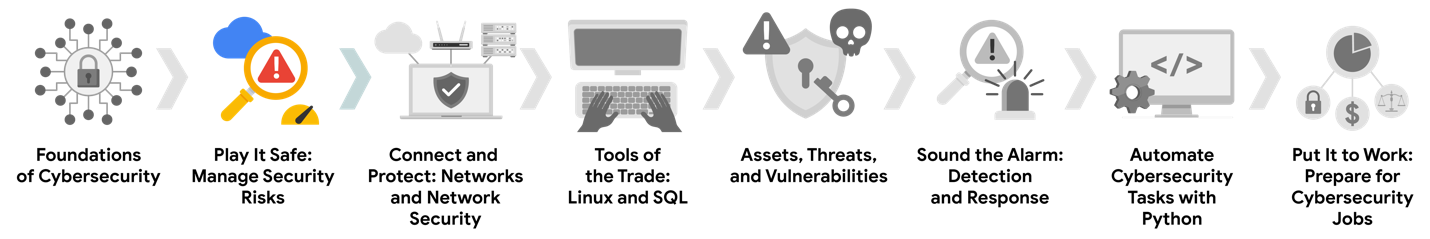 Foundations
of Cybersecurity
Play It Safe:
Manage Security
Risks
Connect and
Protect: Networks
and Network
Security
Tools of
the Trade:
Linux and SQL
Assets, Threats,
and Vulnerabilities
Sound the Alarm:
Detection
and Response
</>
Automate
Cybersecurity
Tasks with
Python
$
Put It to Work:
Prepare for
Cybersecurity
Jobs